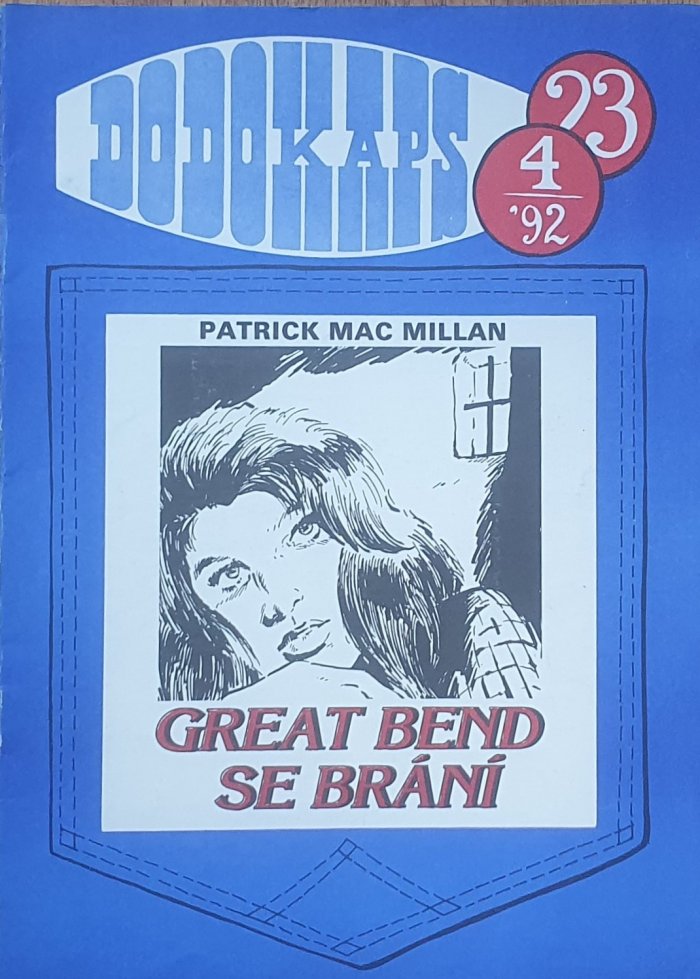 DODOKAPS
23
4
'92
PATRICK MAC MILLAN
GREAT BEND
SE BRÁNÍ